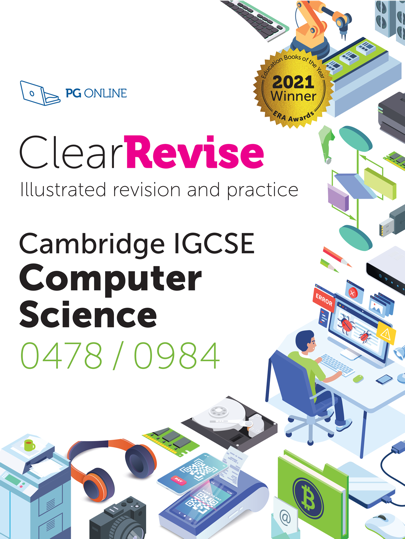 PG ONLINE
Education Books of the Year
2021
Winner
ERA Awards
ClearRevise
Illustrated revision and practice
Cambridge IGCSE
Computer
Science
0478 / 0984
ERROR
@